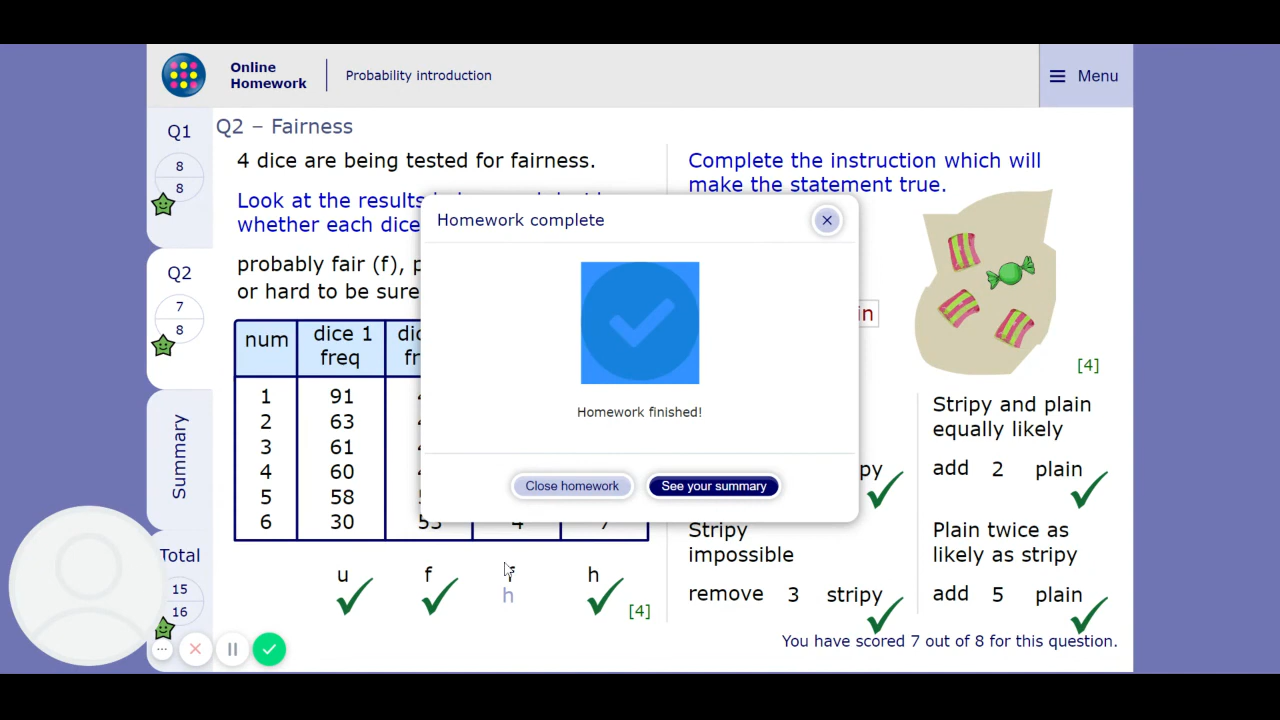 Online
Homework
Probability introduction
Menu
Q1
8
8
Q2
7
8
Summary
Total
15
16
Q2 – Fairness
4 dice are being tested for fairness.
Look at the results
whether each dice
probably fair (f),
or hard to be sure
num dice 1
freq
1 91
2 63
3 61
4 60
5 58
6 30 53 4 7
u f f h
h
[4]
Homework complete
Homework finished!
Close homework See your summary
Complete the instruction which will
make the statement true.
in
[4]
py
Stripy and plain
equally likely
add 2 plain
Stripy
impossible
remove 3 stripy
Plain twice as
likely as stripy
add 5 plain
You have scored 7 out of 8 for this question.